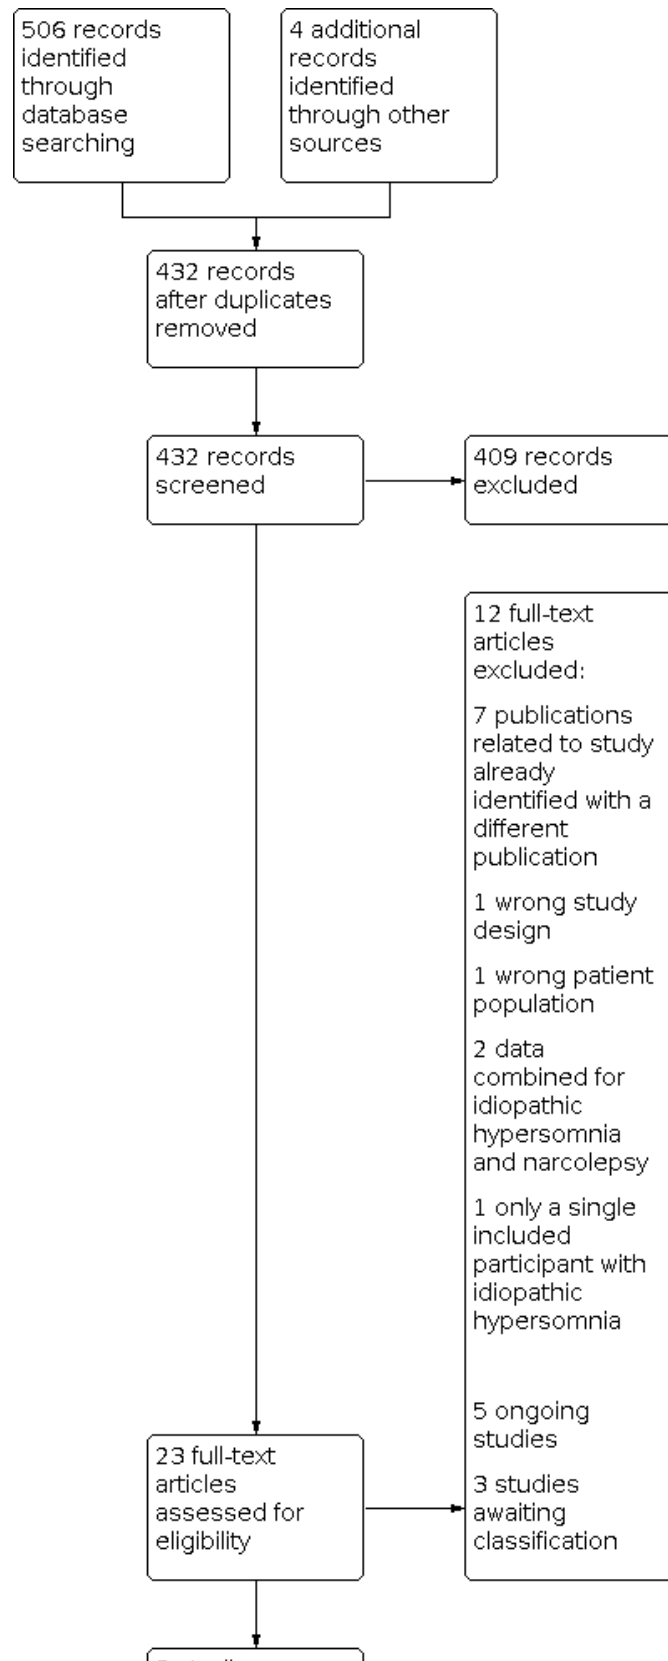 506 records
identified
through
database
searching
4 additional
records
identified
through other
sources
432 records
after duplicates
removed
432 records
screened
409 records
excluded
12 full-text
articles
excluded:
7 publications
related to study
already
identified with a
different
publication
1 wrong study
design
1 wrong patient
population
2 data
combined for
idiopathic
hypersomnia
and narcolepsy
1 only a single
included
participant with
idiopathic
hypersomnia
5 ongoing
studies
3 studies
awaiting
classification
23 full-text
articles
assessed for
eligibility